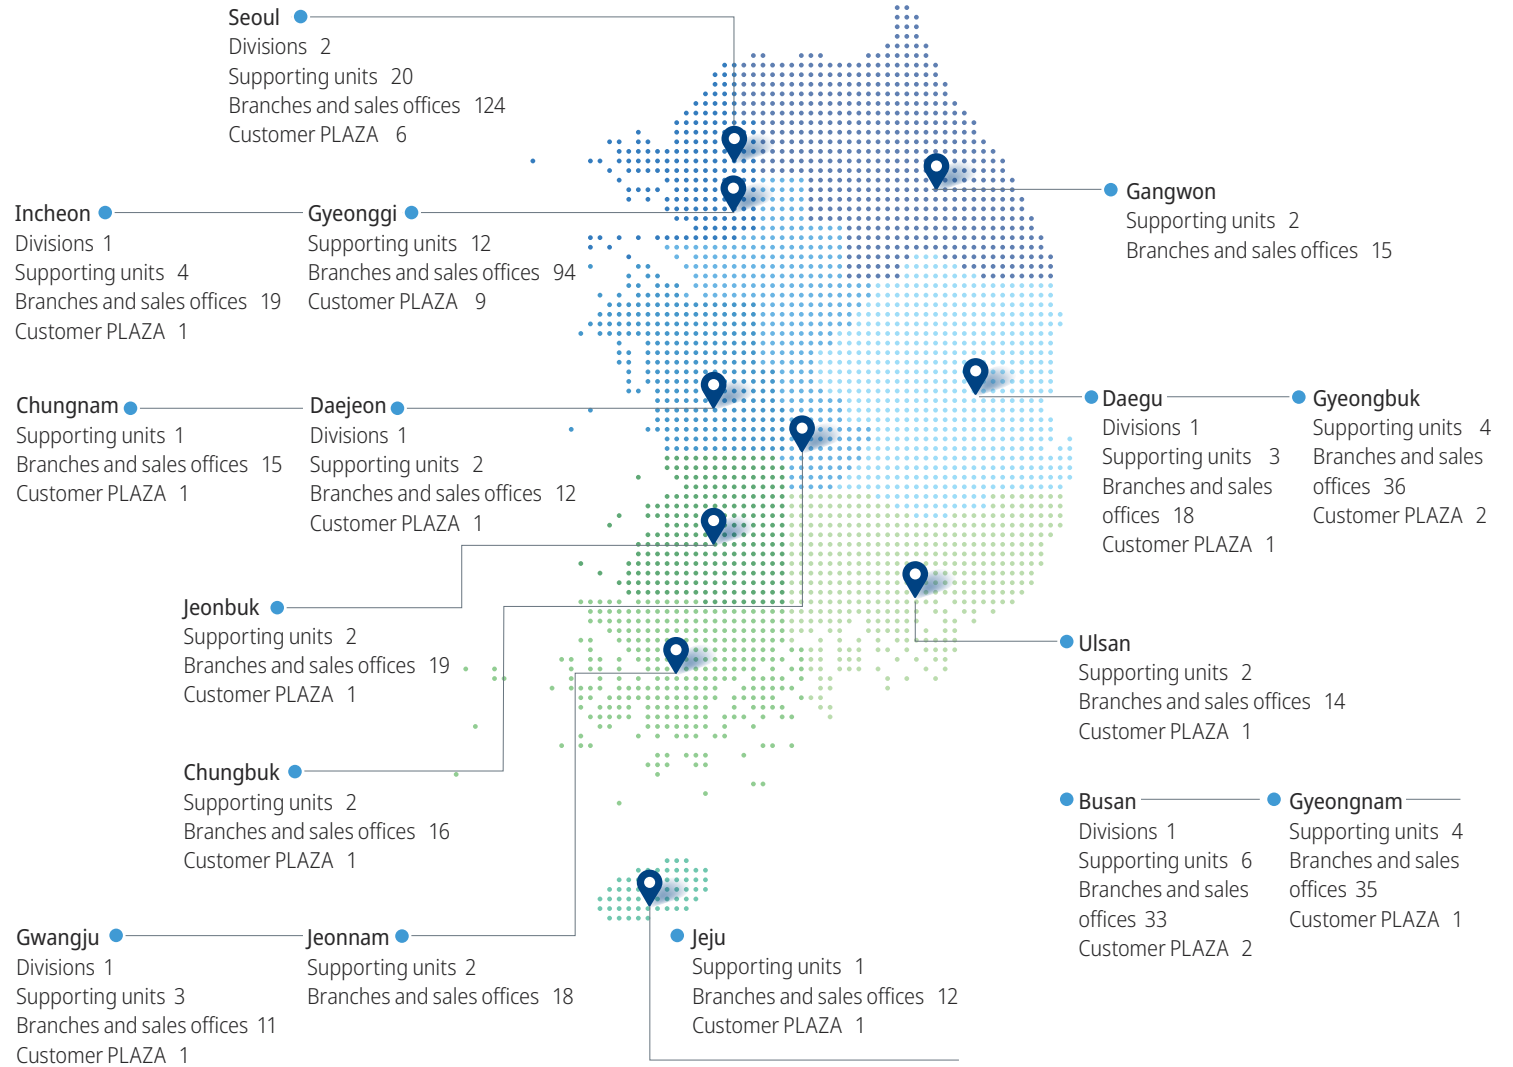 Seoul
Divisions 2
Supporting units 20
Branches and sales offices 124
Customer PLAZA 6
Gangwon
Supporting units 2
Branches and sales offices 15
Incheon
Divisions 1
Supporting units 4
Branches and sales offices 19
Customer PLAZA 1
Gyeonggi
Supporting units 12
Branches and sales offices 94
Customer PLAZA 9
Chungnam
Supporting units 1
Branches and sales offices 15
Customer PLAZA 1
Daejeon
Divisions 1
Supporting units 2
Branches and sales offices 12
Customer PLAZA 1
Daegu
Divisions 1
Supporting units 3
Branches and sales
offices 18
Customer PLAZA 1
Gyeongbuk
Supporting units 4
Branches and sales
offices 36
Customer PLAZA 2
Jeonbuk
Supporting units 2
Branches and sales offices 19
Customer PLAZA 1
Ulsan
Supporting units 2
Branches and sales offices 14
Customer PLAZA 1
Chungbuk
Supporting units 2
Branches and sales offices 16
Customer PLAZA 1
Busan
Divisions 1
Supporting units 6
Branches and sales
offices 33
Customer PLAZA 2
Gyeongnam
Supporting units 4
Branches and sales
offices 35
Customer PLAZA 1
Gwangju
Divisions 1
Supporting units 3
Branches and sales offices 11
Customer PLAZA 1
Jeonnam
Supporting units 2
Branches and sales offices 18
Jeju
Supporting units 1
Branches and sales offices 12
Customer PLAZA 1